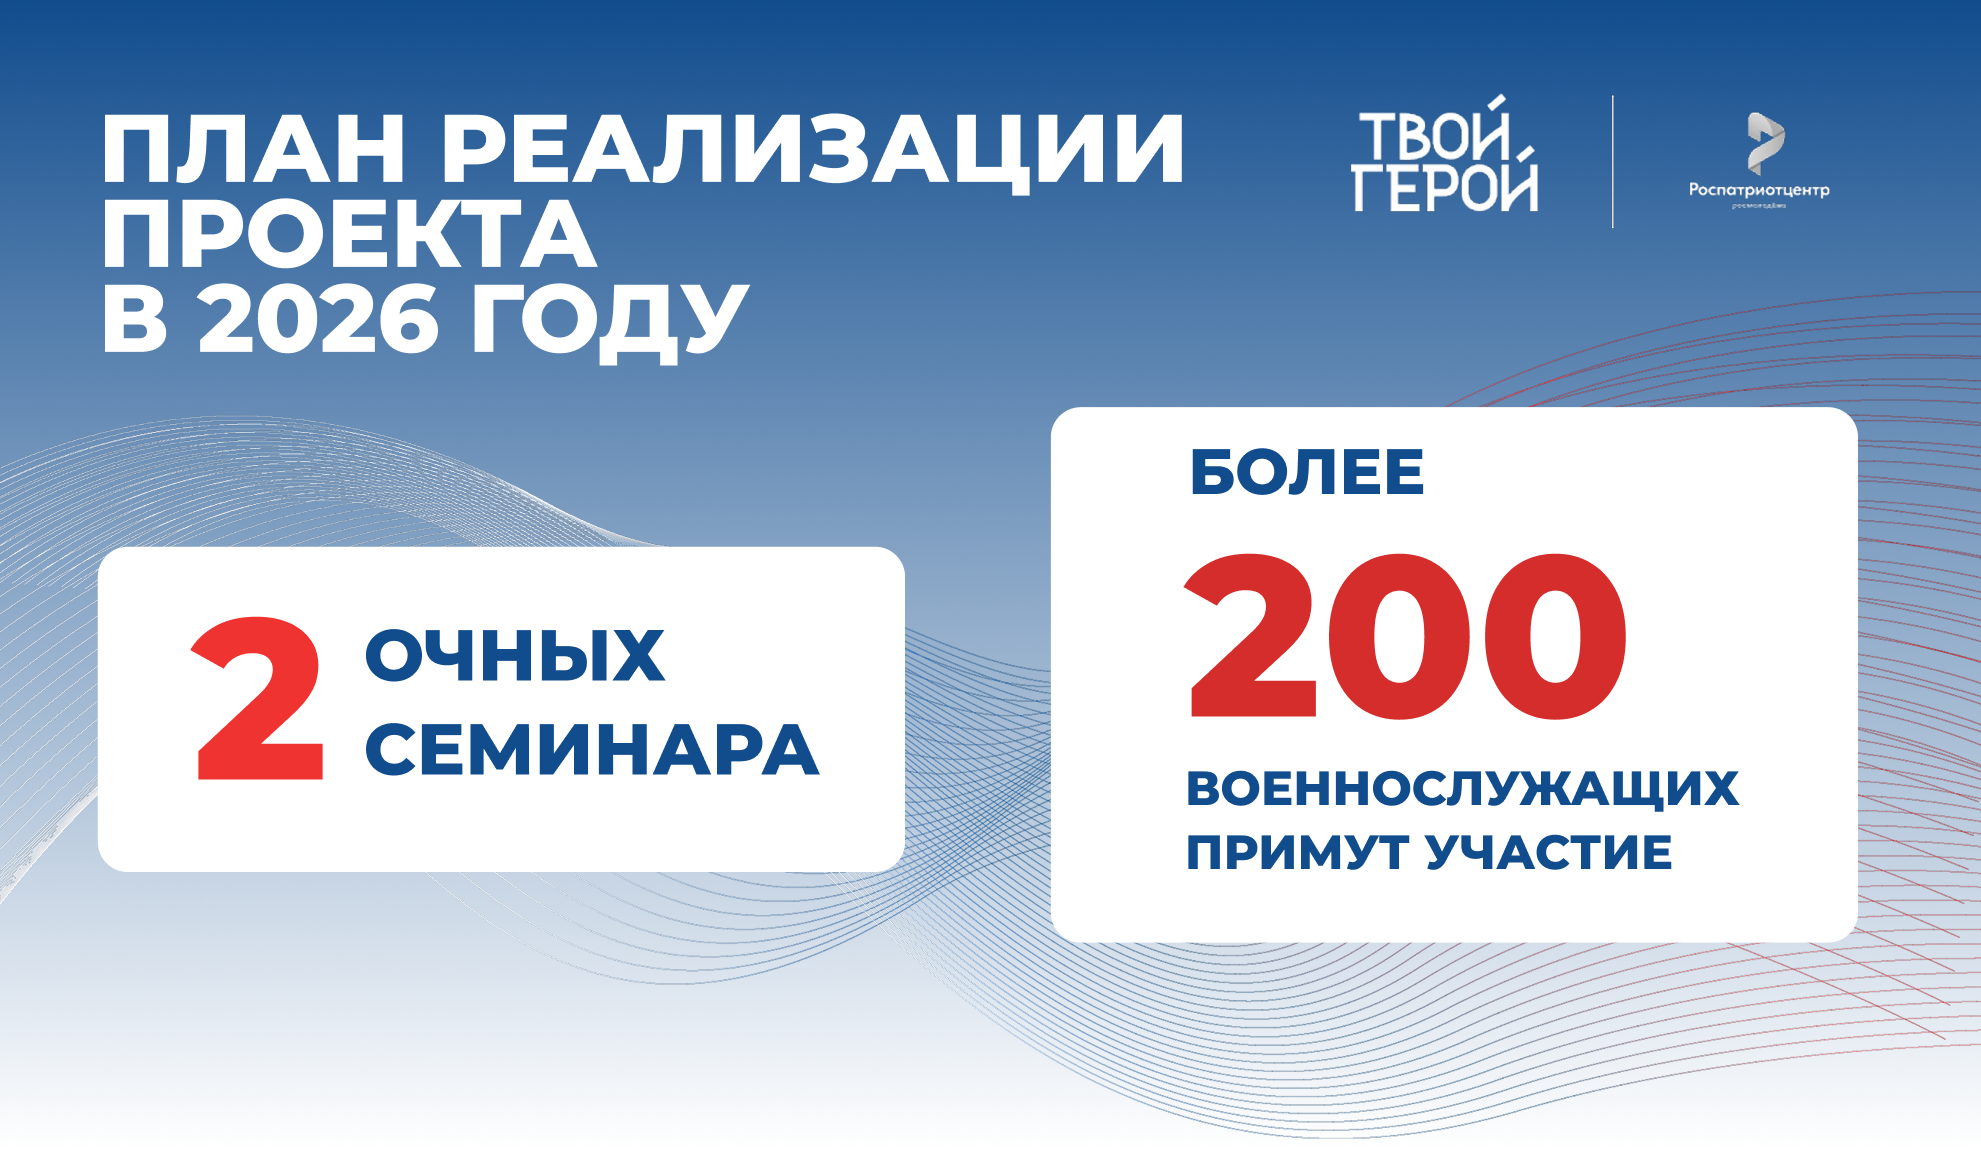 ПЛАН РЕАЛИЗАЦИИ
ПРОЕКТА
В 2026 ГОДУ
ТВОЙ
ГЕРОЙ
Роспатриотцентр
2 ОЧНЫХ
СЕМИНАРА
БОЛЕЕ
200
ВОЕННОСЛУЖАЩИХ
ПРИМУТ УЧАСТИЕ